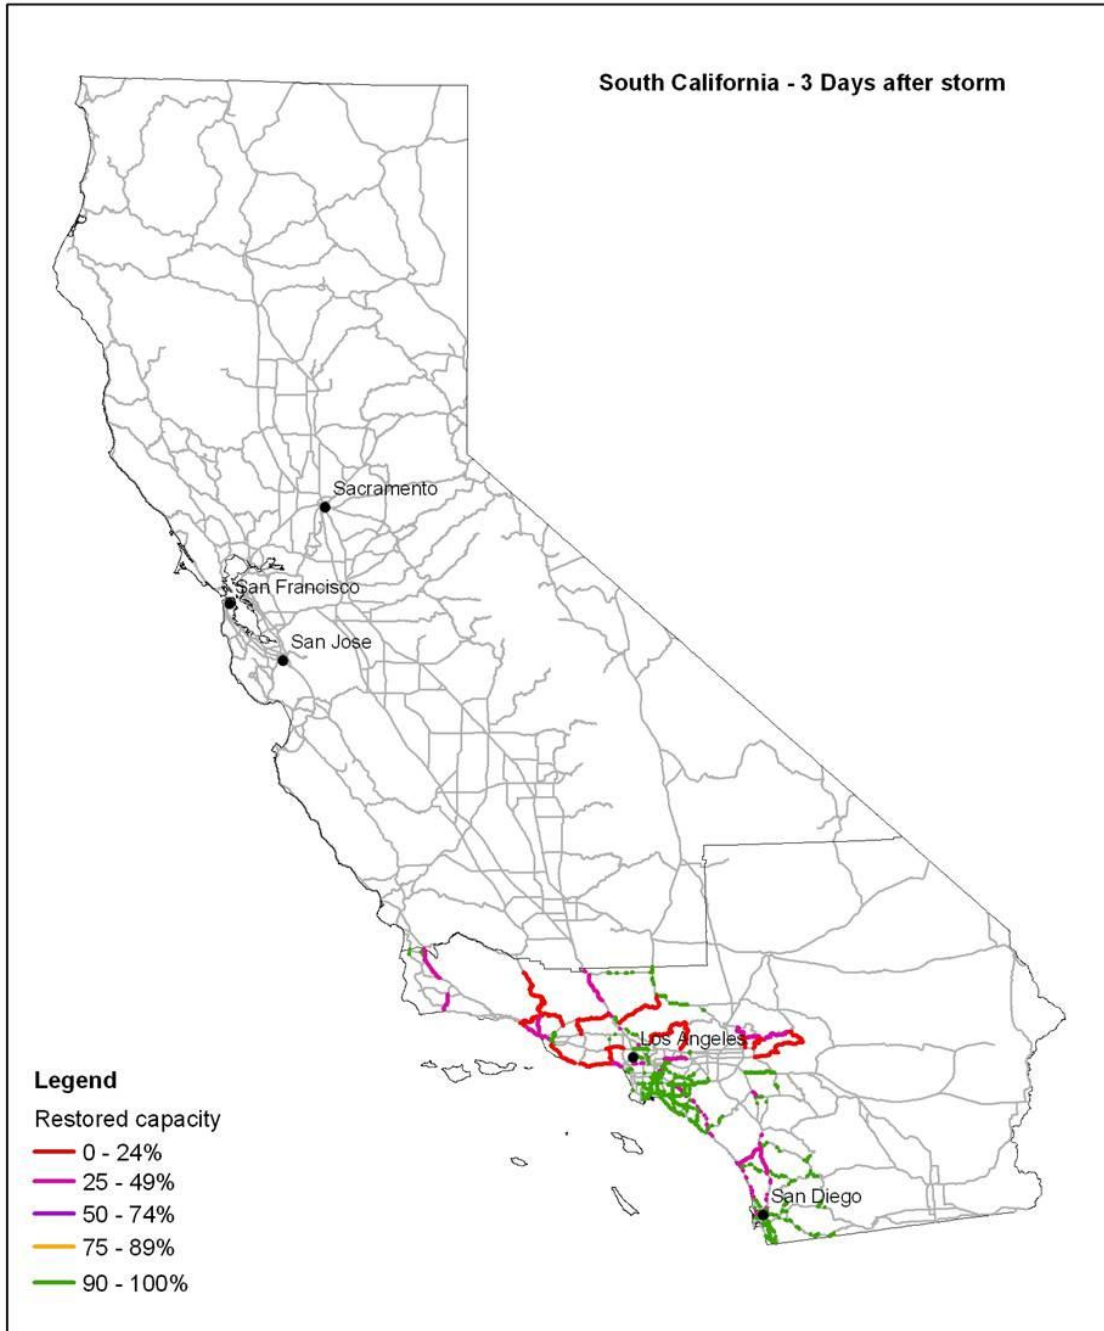 South California - 3 Days after storm
Sacramento
San Francisco
San Jose
Los Angeles
San Diego
Legend
Restored capacity
0 - 24%
25 - 49%
50 - 74%
75 - 89%
90 - 100%